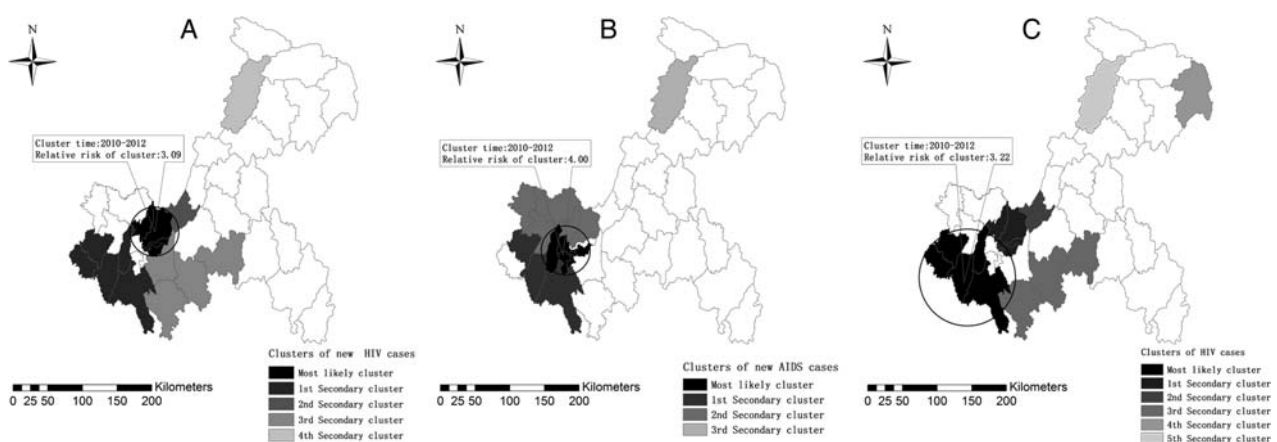 A
B
C
N
N
N
Cluster time:2010-2012
Relative risk of cluster:3.09
Cluster time:2010-2012
Relative risk of cluster:4.00
Cluster time:2010-2012
Relative risk of cluster:3.22
Clusters of new HIV cases
Most likely cluster
1st Secondary cluster
2nd Secondary cluster
3rd Secondary cluster
4th Secondary cluster
Kilometers
0 25 50 100 150 200
Clusters of new AIDS cases
Most likely cluster
1st Secondary cluster
2nd Secondary cluster
3rd Secondary cluster
Kilometers
0 25 50 100 150 200
Clusters of HIV cases
Most likely cluster
1st Secondary cluster
2nd Secondary cluster
3rd Secondary cluster
4th Secondary cluster
5th Secondary cluster
Kilometers
0 25 50 100 150 200